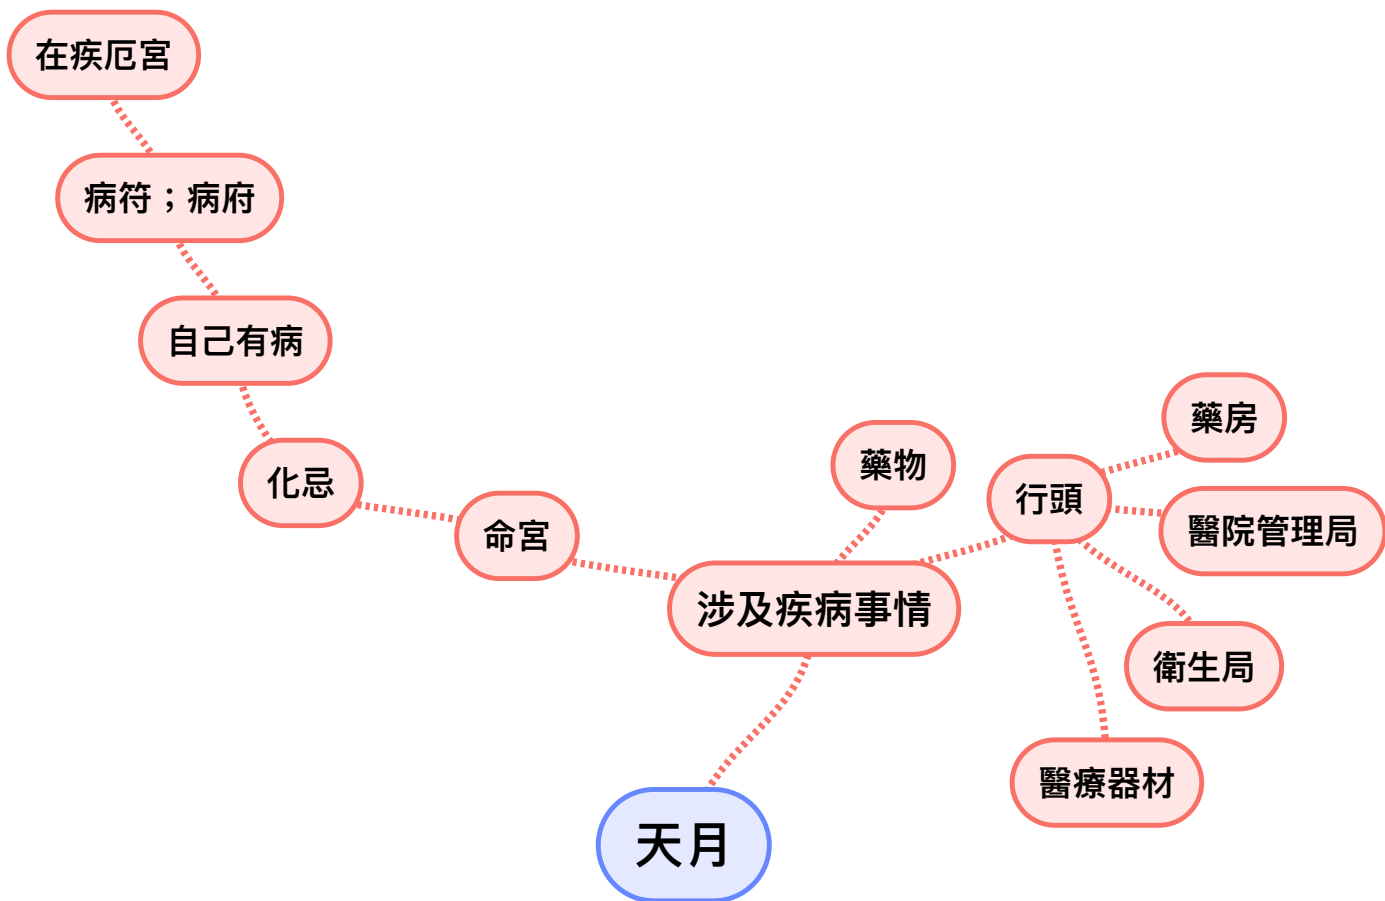 在疾厄宮
病符；病府
自己有病
化忌
命宮
藥物
行頭
藥房
醫院管理局
衛生局
醫療器材
涉及疾病事情
天月